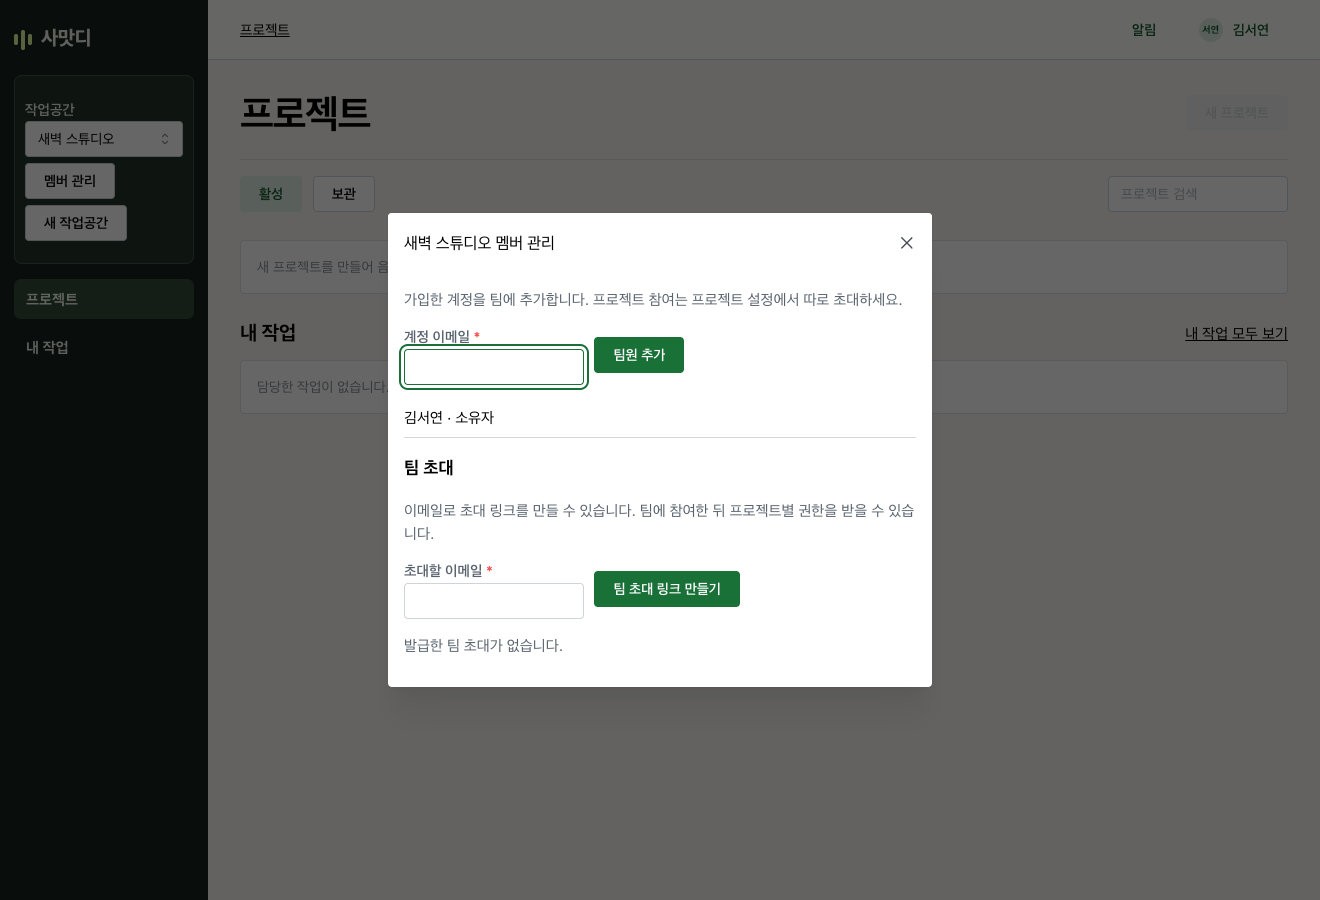 사맛디
작업공간
새벽 스튜디오
멤버 관리
새 작업공간
프로젝트
내 작업
프로젝트
알림
서연
김서연
프로젝트
새 프로젝트
활성
보관
프로젝트 검색
새 프로젝트를 만들어 음
내 작업
내 작업 모두 보기
담당한 작업이 없습니다.
새벽 스튜디오 멤버 관리
가입한 계정을 팀에 추가합니다. 프로젝트 참여는 프로젝트 설정에서 따로 초대하세요.
계정 이메일 *
팀원 추가
김서연 · 소유자
팀 초대
이메일로 초대 링크를 만들 수 있습니다. 팀에 참여한 뒤 프로젝트별 권한을 받을 수 있습
니다.
초대할 이메일 *
팀 초대 링크 만들기
발급한 팀 초대가 없습니다.